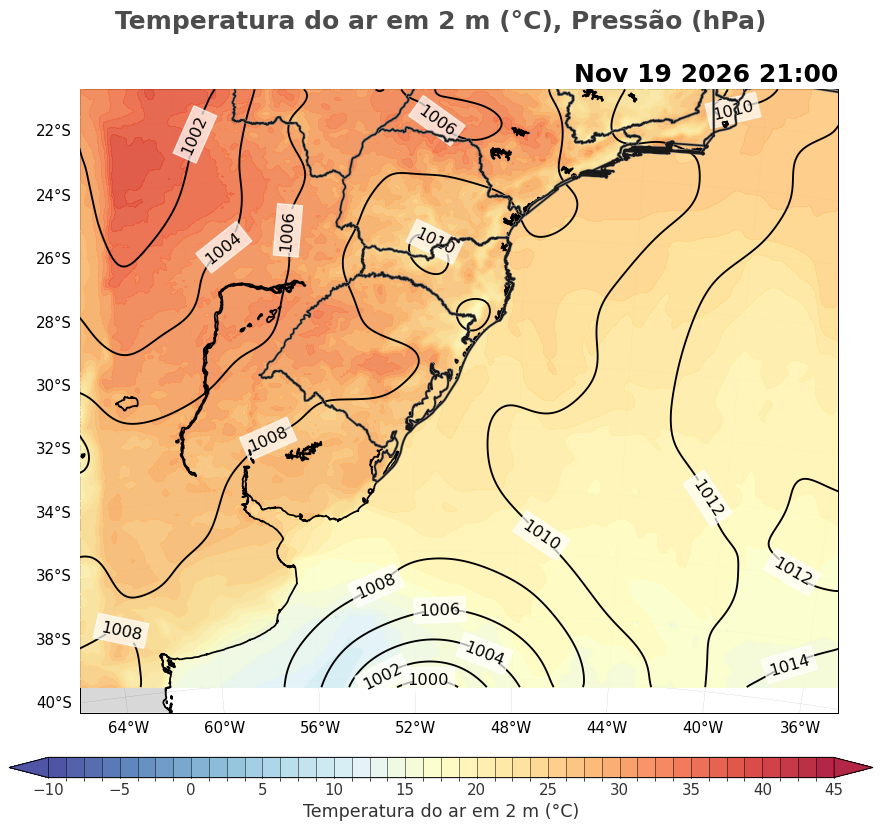 Temperatura do ar em 2 m (°C), Pressão (hPa)
Nov 19 2026 21:00
22°S
24°S
26°S
28°S
30°S
32°S
34°S
36°S
38°S
40°S
1002
1006
1010
1004
1006
1010
1008
1012
1010
1012
1008
1006
1008
1004
1002
1000
1014
64°W 60°W 56°W 52°W 48°W 44°W 40°W 36°W
−10 −5 0 5 10 15 20 25 30 35 40 45
Temperatura do ar em 2 m (°C)